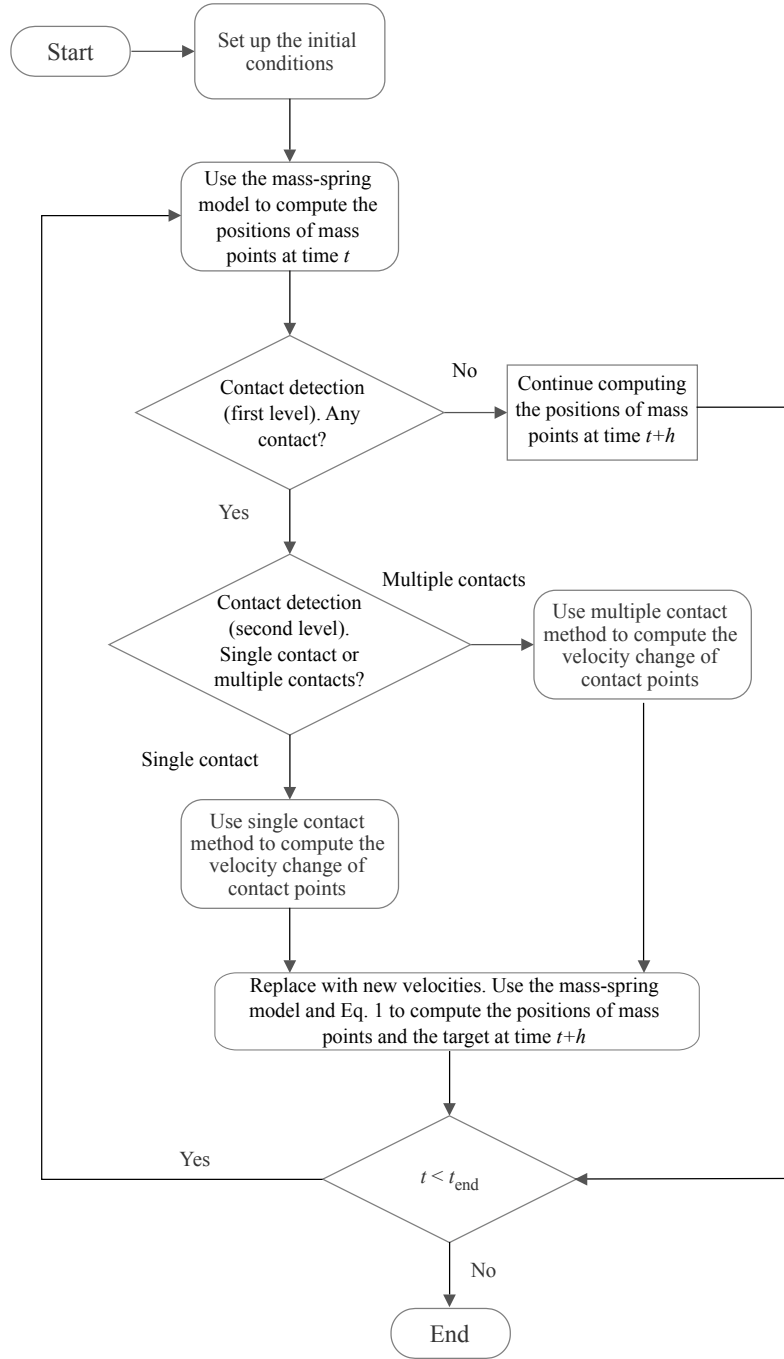 Start
Set up the initial
conditions
Use the mass-spring
model to compute the
positions of mass
points at time t
Contact detection
(first level). Any
contact?
No
Continue computing
the positions of mass
points at time t+h
Yes
Contact detection
(second level).
Single contact or
multiple contacts?
Multiple contacts
Use multiple contact
method to compute the
velocity change of
contact points
Single contact
Use single contact
method to compute the
velocity change of
contact points
Replace with new velocities. Use the mass-spring
model and Eq. 1 to compute the positions of mass
points and the target at time t+h
Yes
t < t_end
No
End